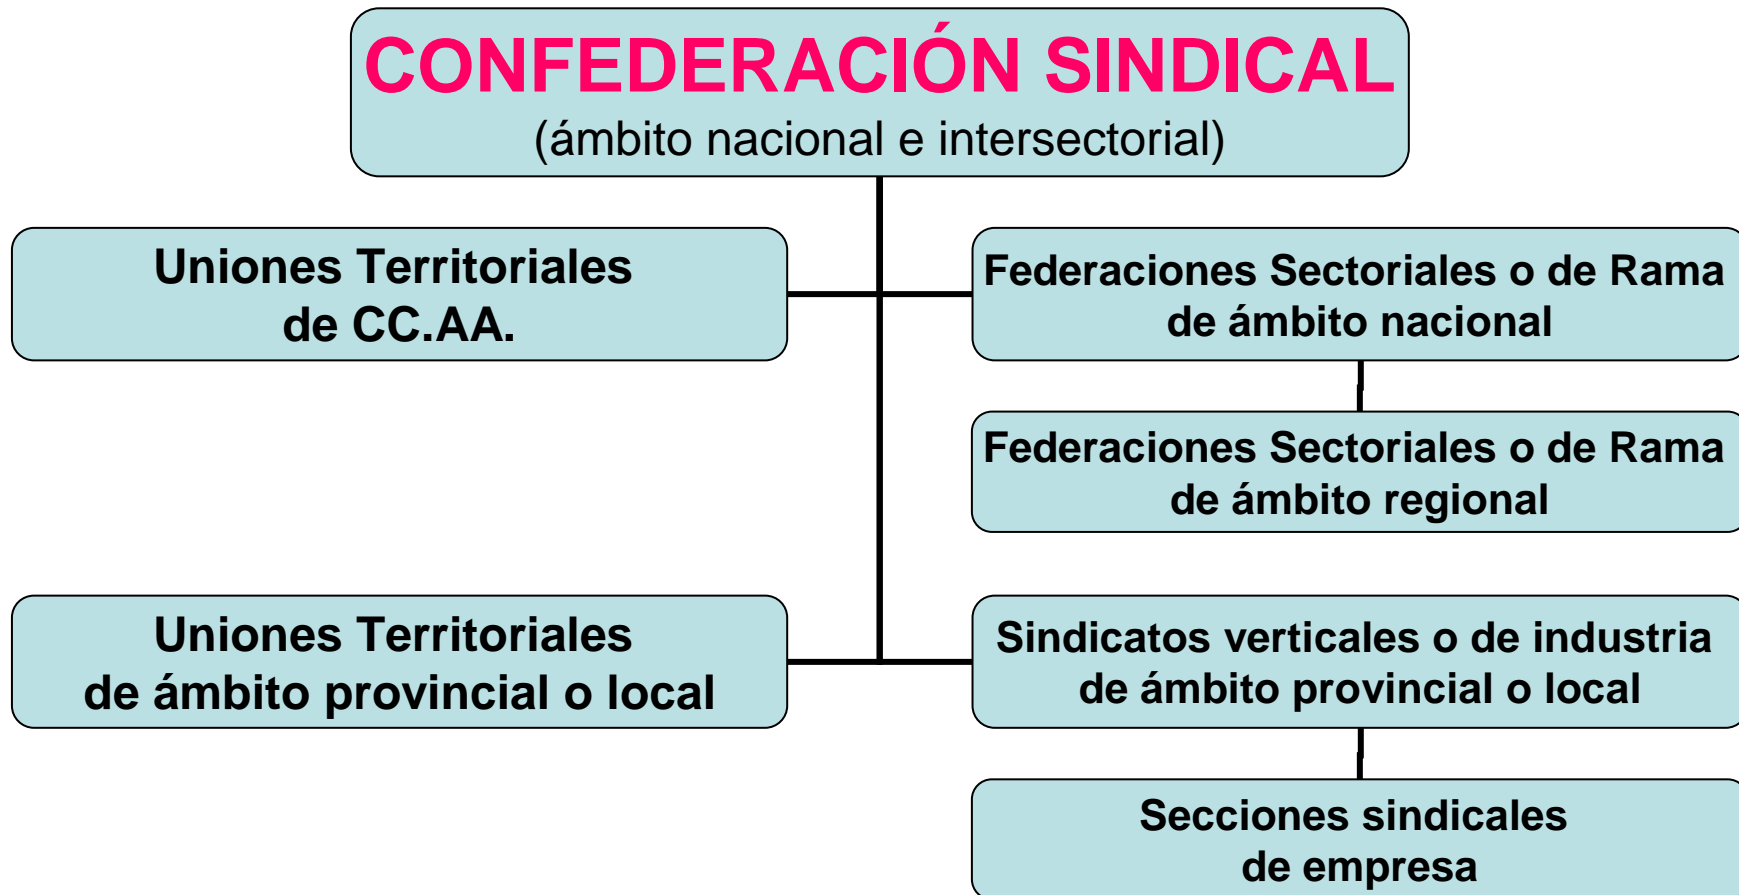 CONFEDERACIÓN SINDICAL
(ámbito nacional e intersectorial)
Uniones Territoriales
de CC.AA.
Federaciones Sectoriales o de Rama
de ámbito nacional
Federaciones Sectoriales o de Rama
de ámbito regional
Uniones Territoriales
de ámbito provincial o local
Sindicatos verticales o de industria
de ámbito provincial o local
Secciones sindicales
de empresa